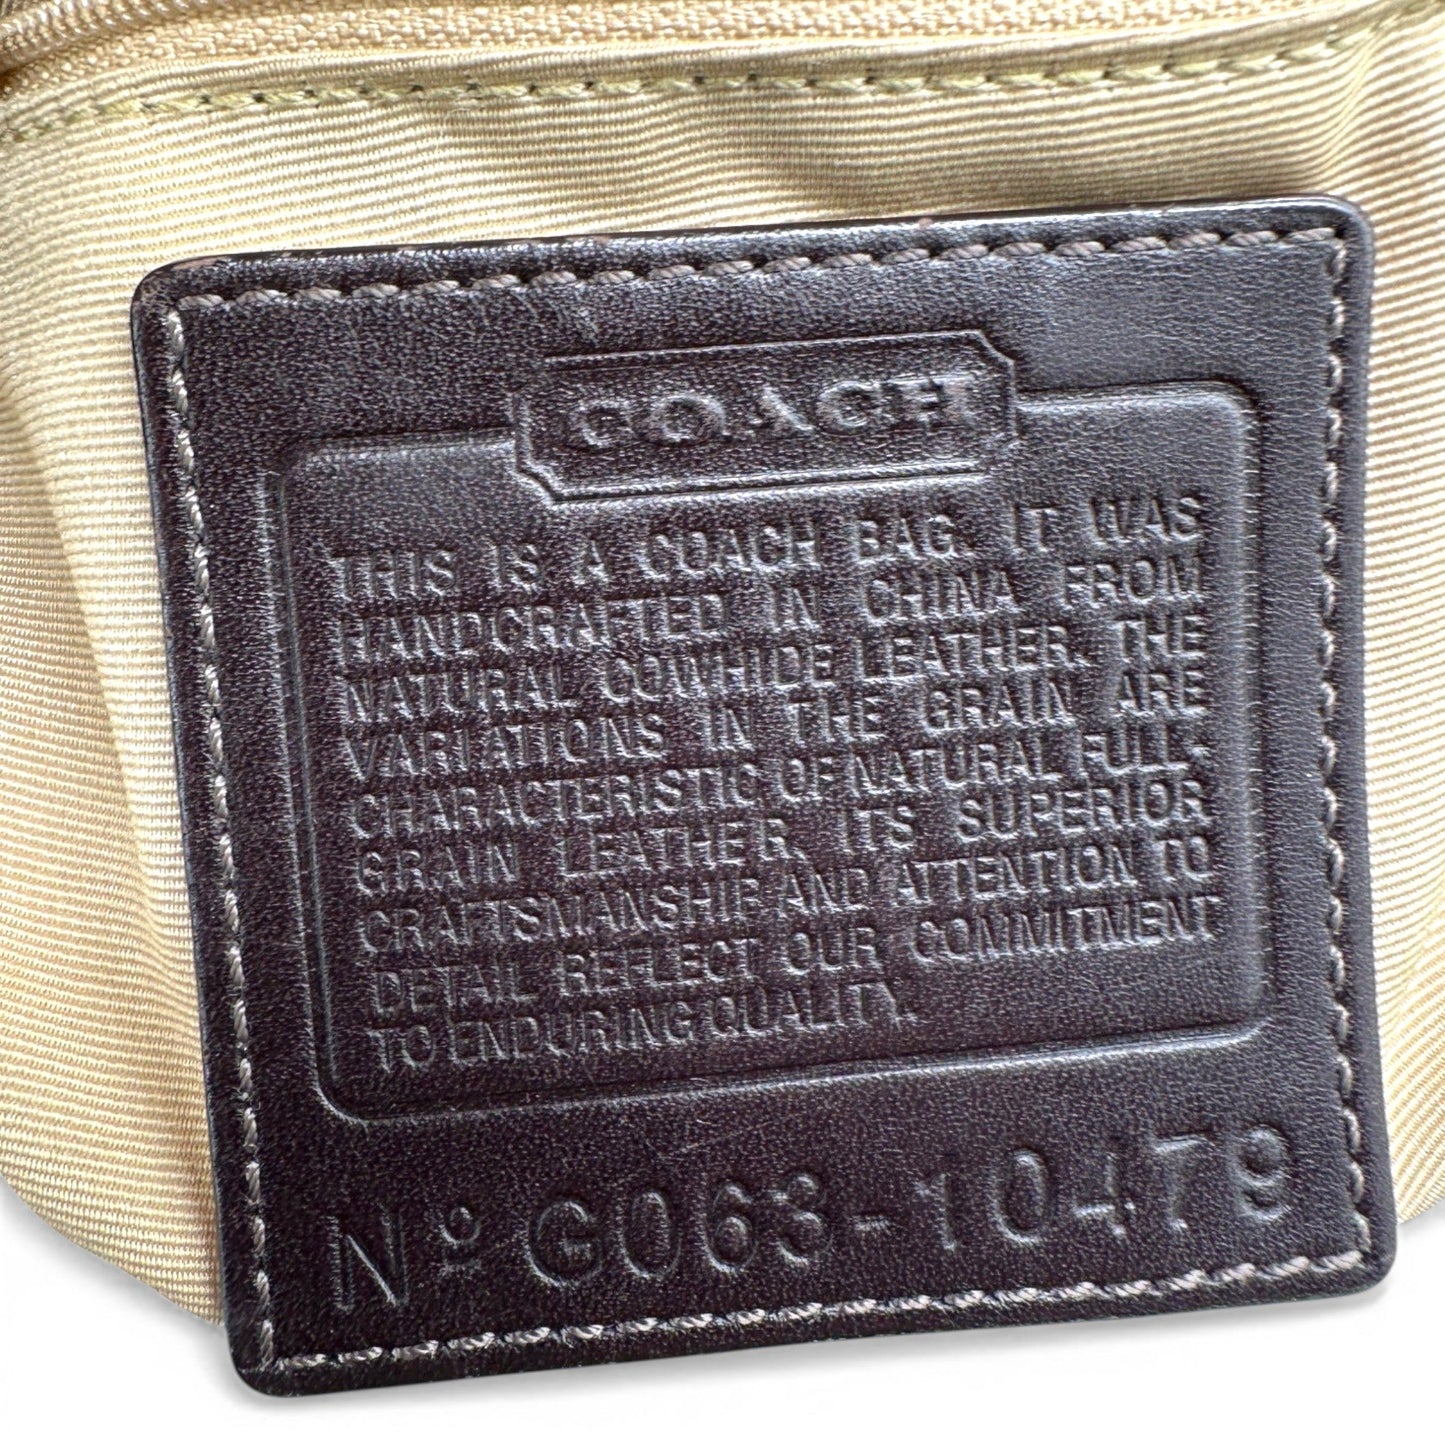 COACH
THIS IS A COACH BAG. IT WAS
HANDCRAFTED IN CHINA FROM
NATURAL COWHIDE LEATHER. THE
VARIATIONS IN THE GRAIN ARE
CHARACTERISTIC OF NATURAL FULL-
GRAIN LEATHER. ITS SUPERIOR
CRAFTSMANSHIP AND ATTENTION TO
DETAIL REFLECT OUR COMMITMENT
TO ENDURING QUALITY.
Nº G063-10479